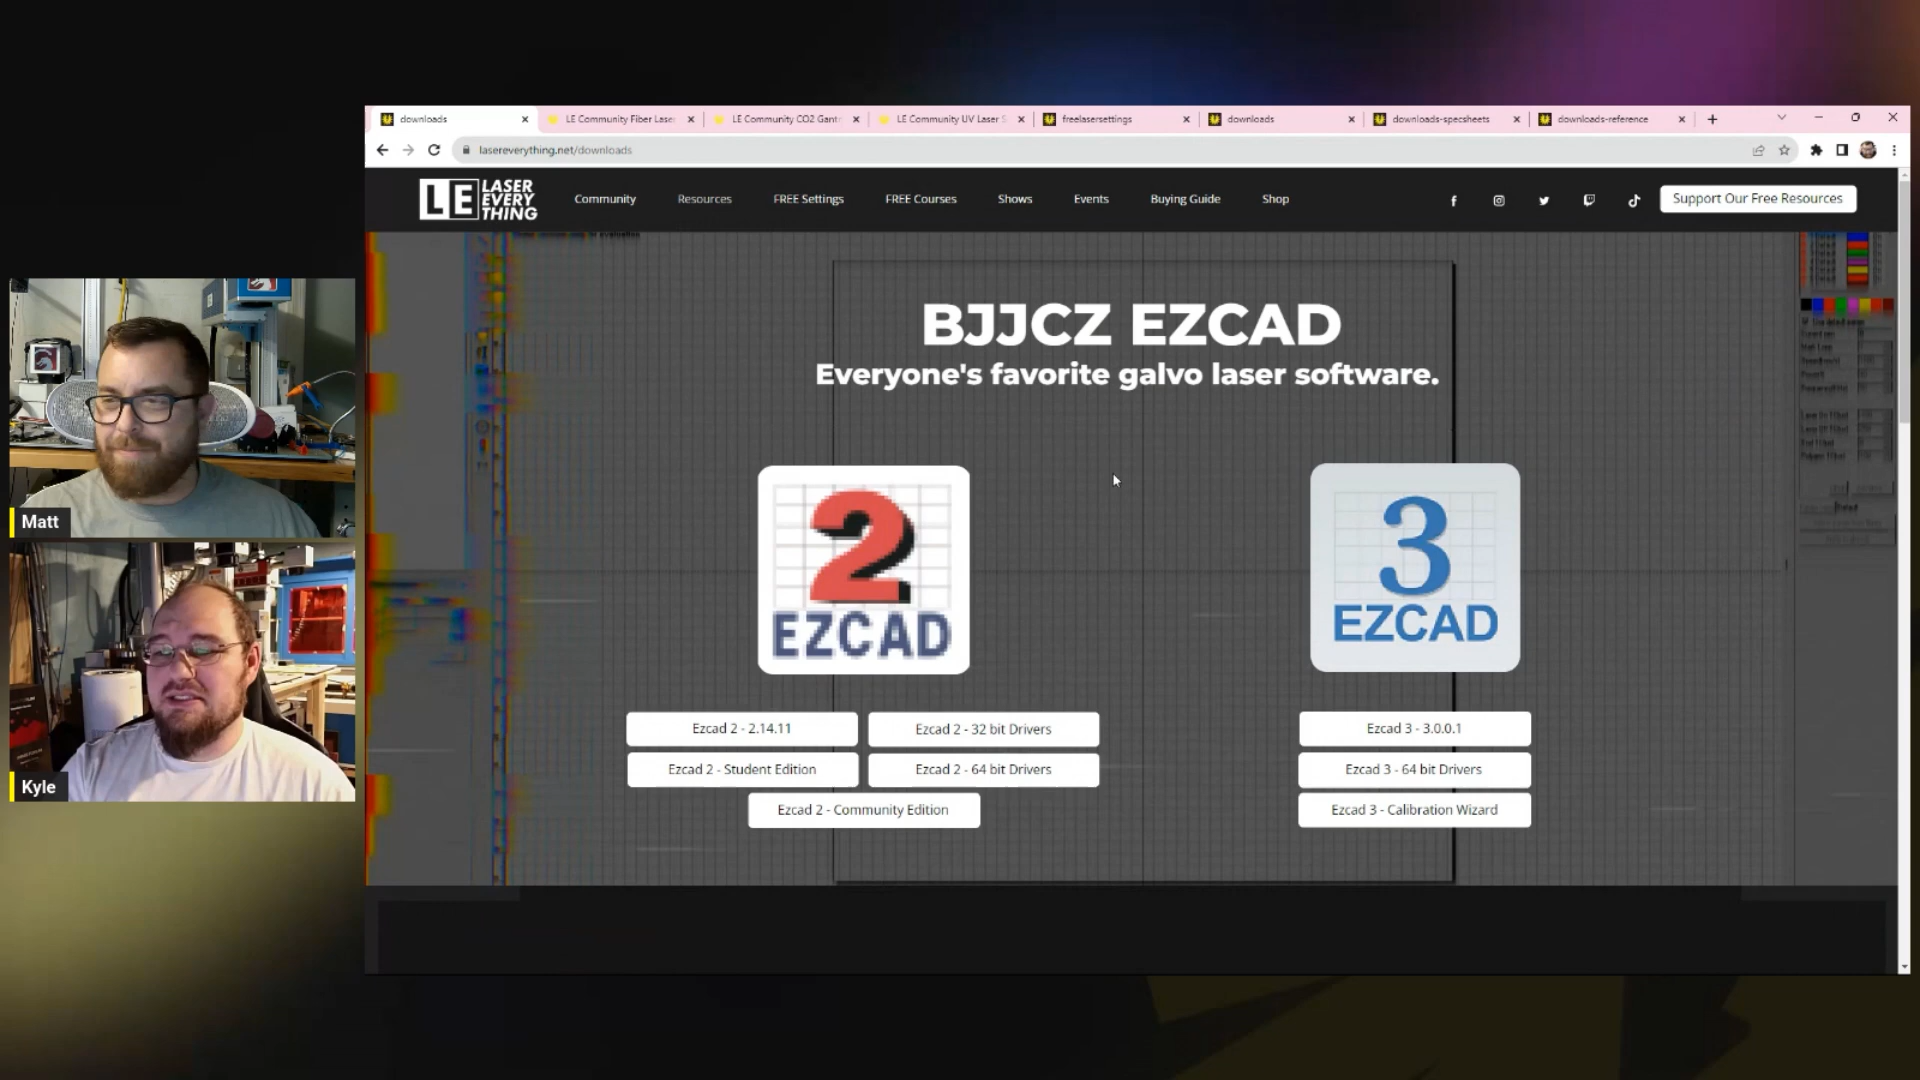 downloads
LE Community Fiber Laser
LE Community CO2 Gant
LE Community UV Laser S
freelasersettings
downloads
downloads-specsheets
downloads-reference
lasereverything.net/downloads
LE LASER
EVERY
THING
Community
Resources
FREE Settings
FREE Courses
Shows
Events
Buying Guide
Shop
Support Our Free Resources
BJJCZ EZCAD
Everyone's favorite galvo laser software.
2
EZCAD
3
EZCAD
Ezcad 2 - 2.14.11
Ezcad 2 - 32 bit Drivers
Ezcad 3 - 3.0.0.1
Ezcad 2 - Student Edition
Ezcad 2 - 64 bit Drivers
Ezcad 3 - 64 bit Drivers
Ezcad 2 - Community Edition
Ezcad 3 - Calibration Wizard
Matt
Kyle